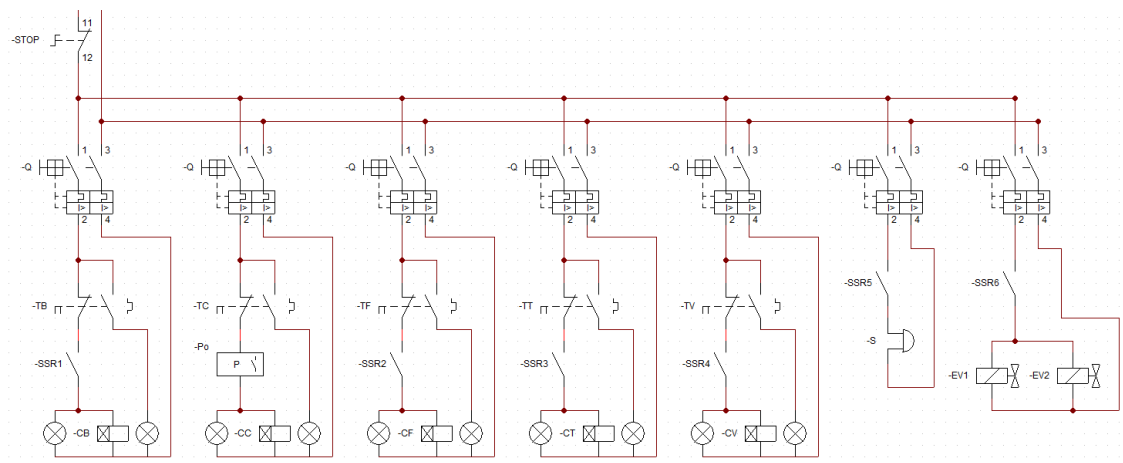 11
-STOP
12
1 3 1 3 1 3 1 3 1 3 1 3 1 3
-Q -Q -Q -Q -Q -Q -Q
I> I> I> I> I> I> I> I> I> I> I> I> I> I>
2 4 2 4 2 4 2 4 2 4 2 4 2 4
-SSR5 -SSR6
-TB -TC -TF -TT -TV
-S
-Po
P
-SSR1 -SSR2 -SSR3 -SSR4
-EV1 -EV2
-CB -CC -CF -CT -CV